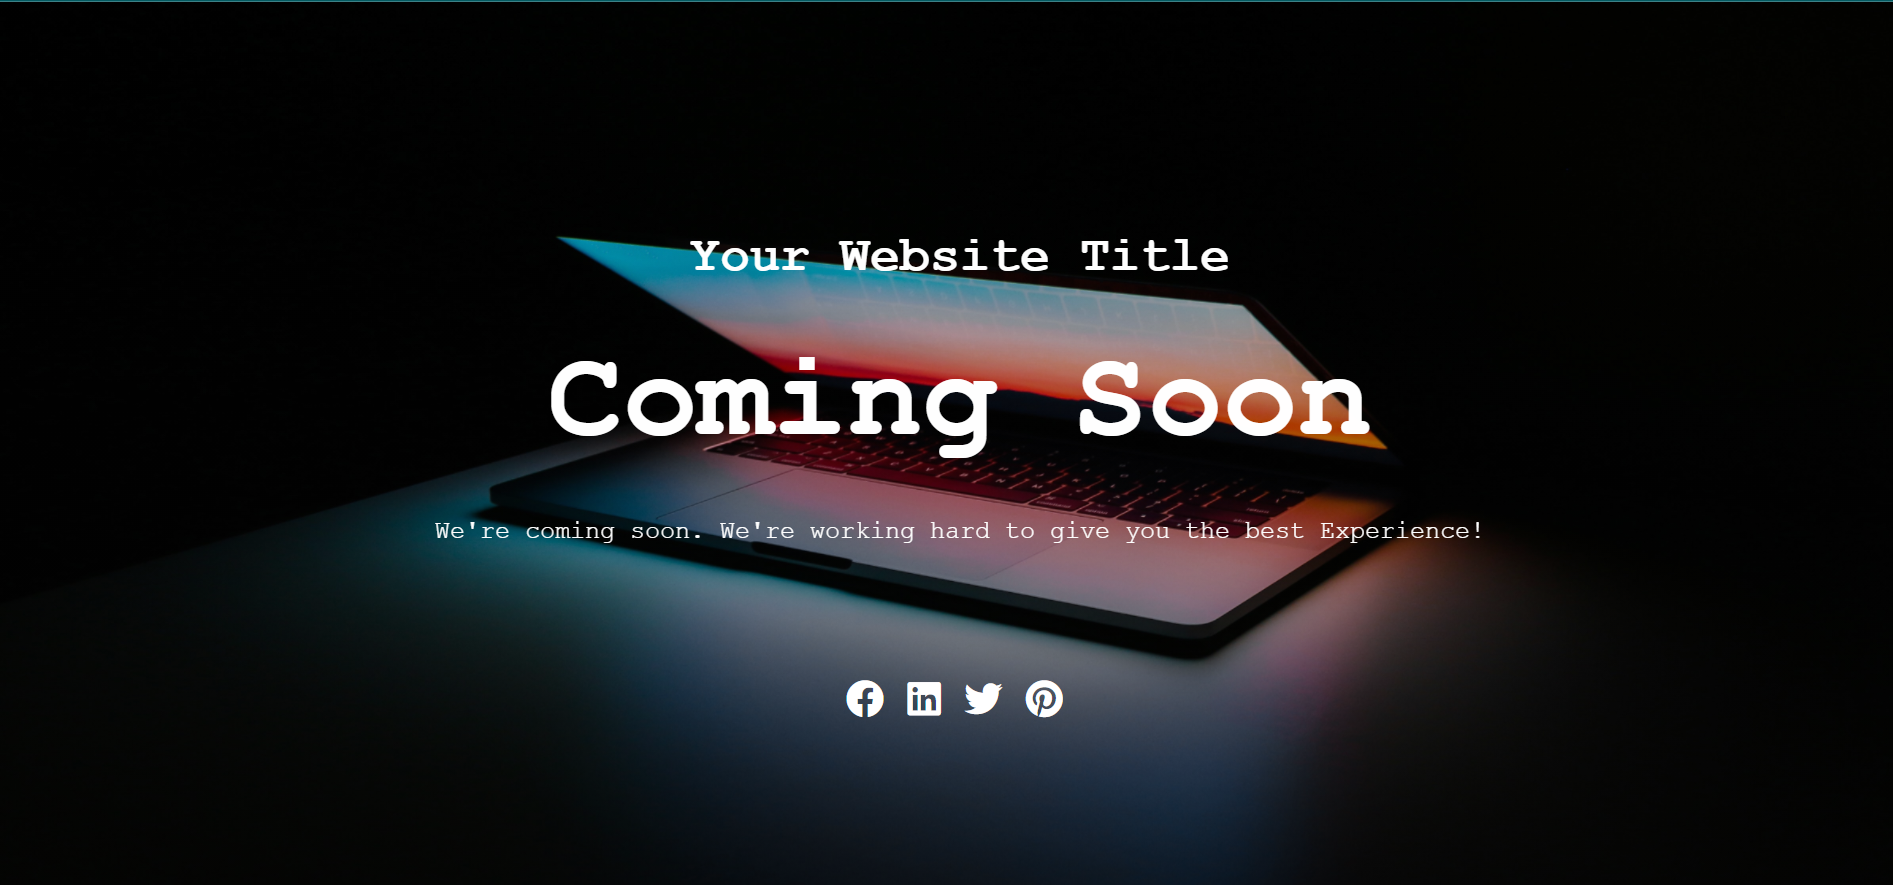 Your Website Title
Coming Soon
We're coming soon. We're working hard to give you the best Experience!